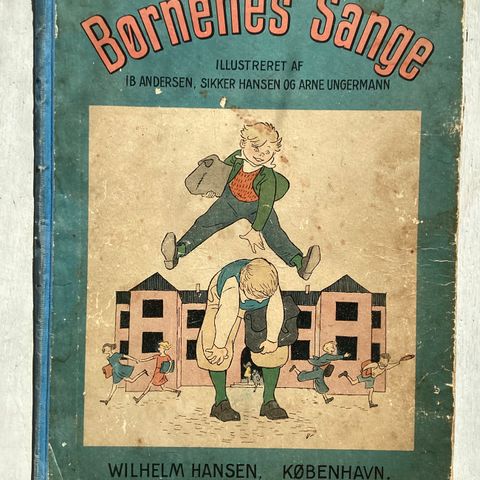 Børnenes Sange
ILLUSTRERET AF
IB ANDERSEN, SIKKER HANSEN OG ARNE UNGERMANN
WILHELM HANSEN. KØBENHAVN.